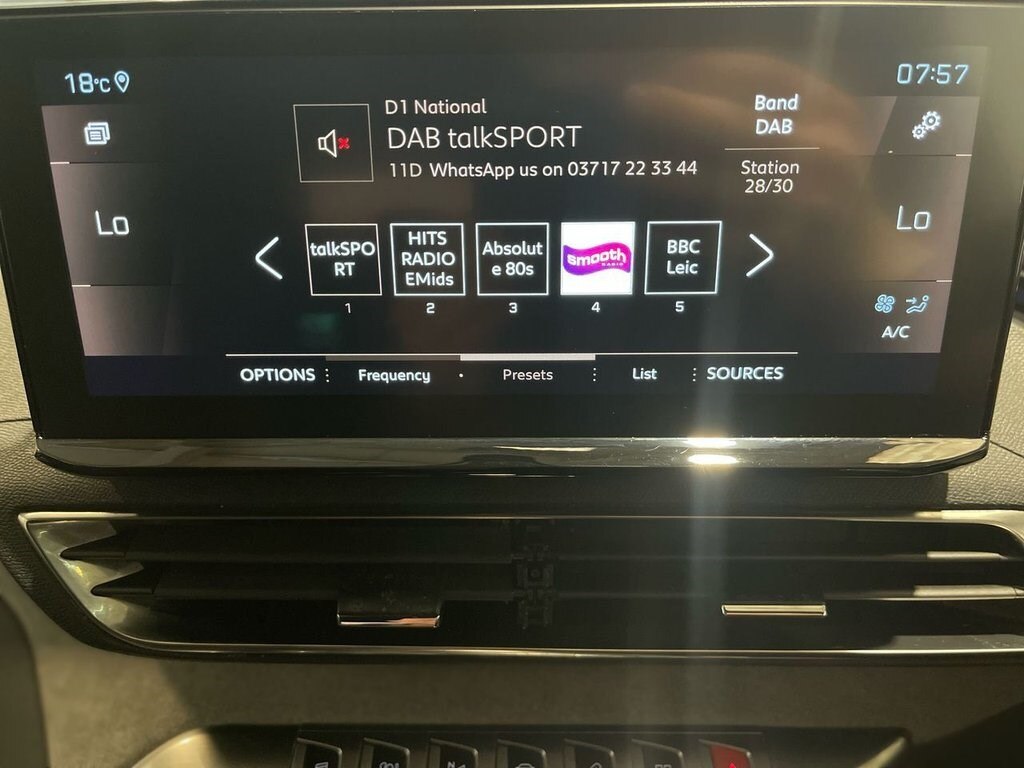 18°C
07:57
D1 National
DAB talkSPORT
11D WhatsApp us on 03717 22 33 44
Band
DAB
Station
28/30
Lo
Lo
talkSPO
RT
HITS
RADIO
EMids
Absolut
e 80s
smooth
RADIO
BBC
Leic
1
2
3
4
5
A/C
OPTIONS
Frequency
Presets
List
SOURCES